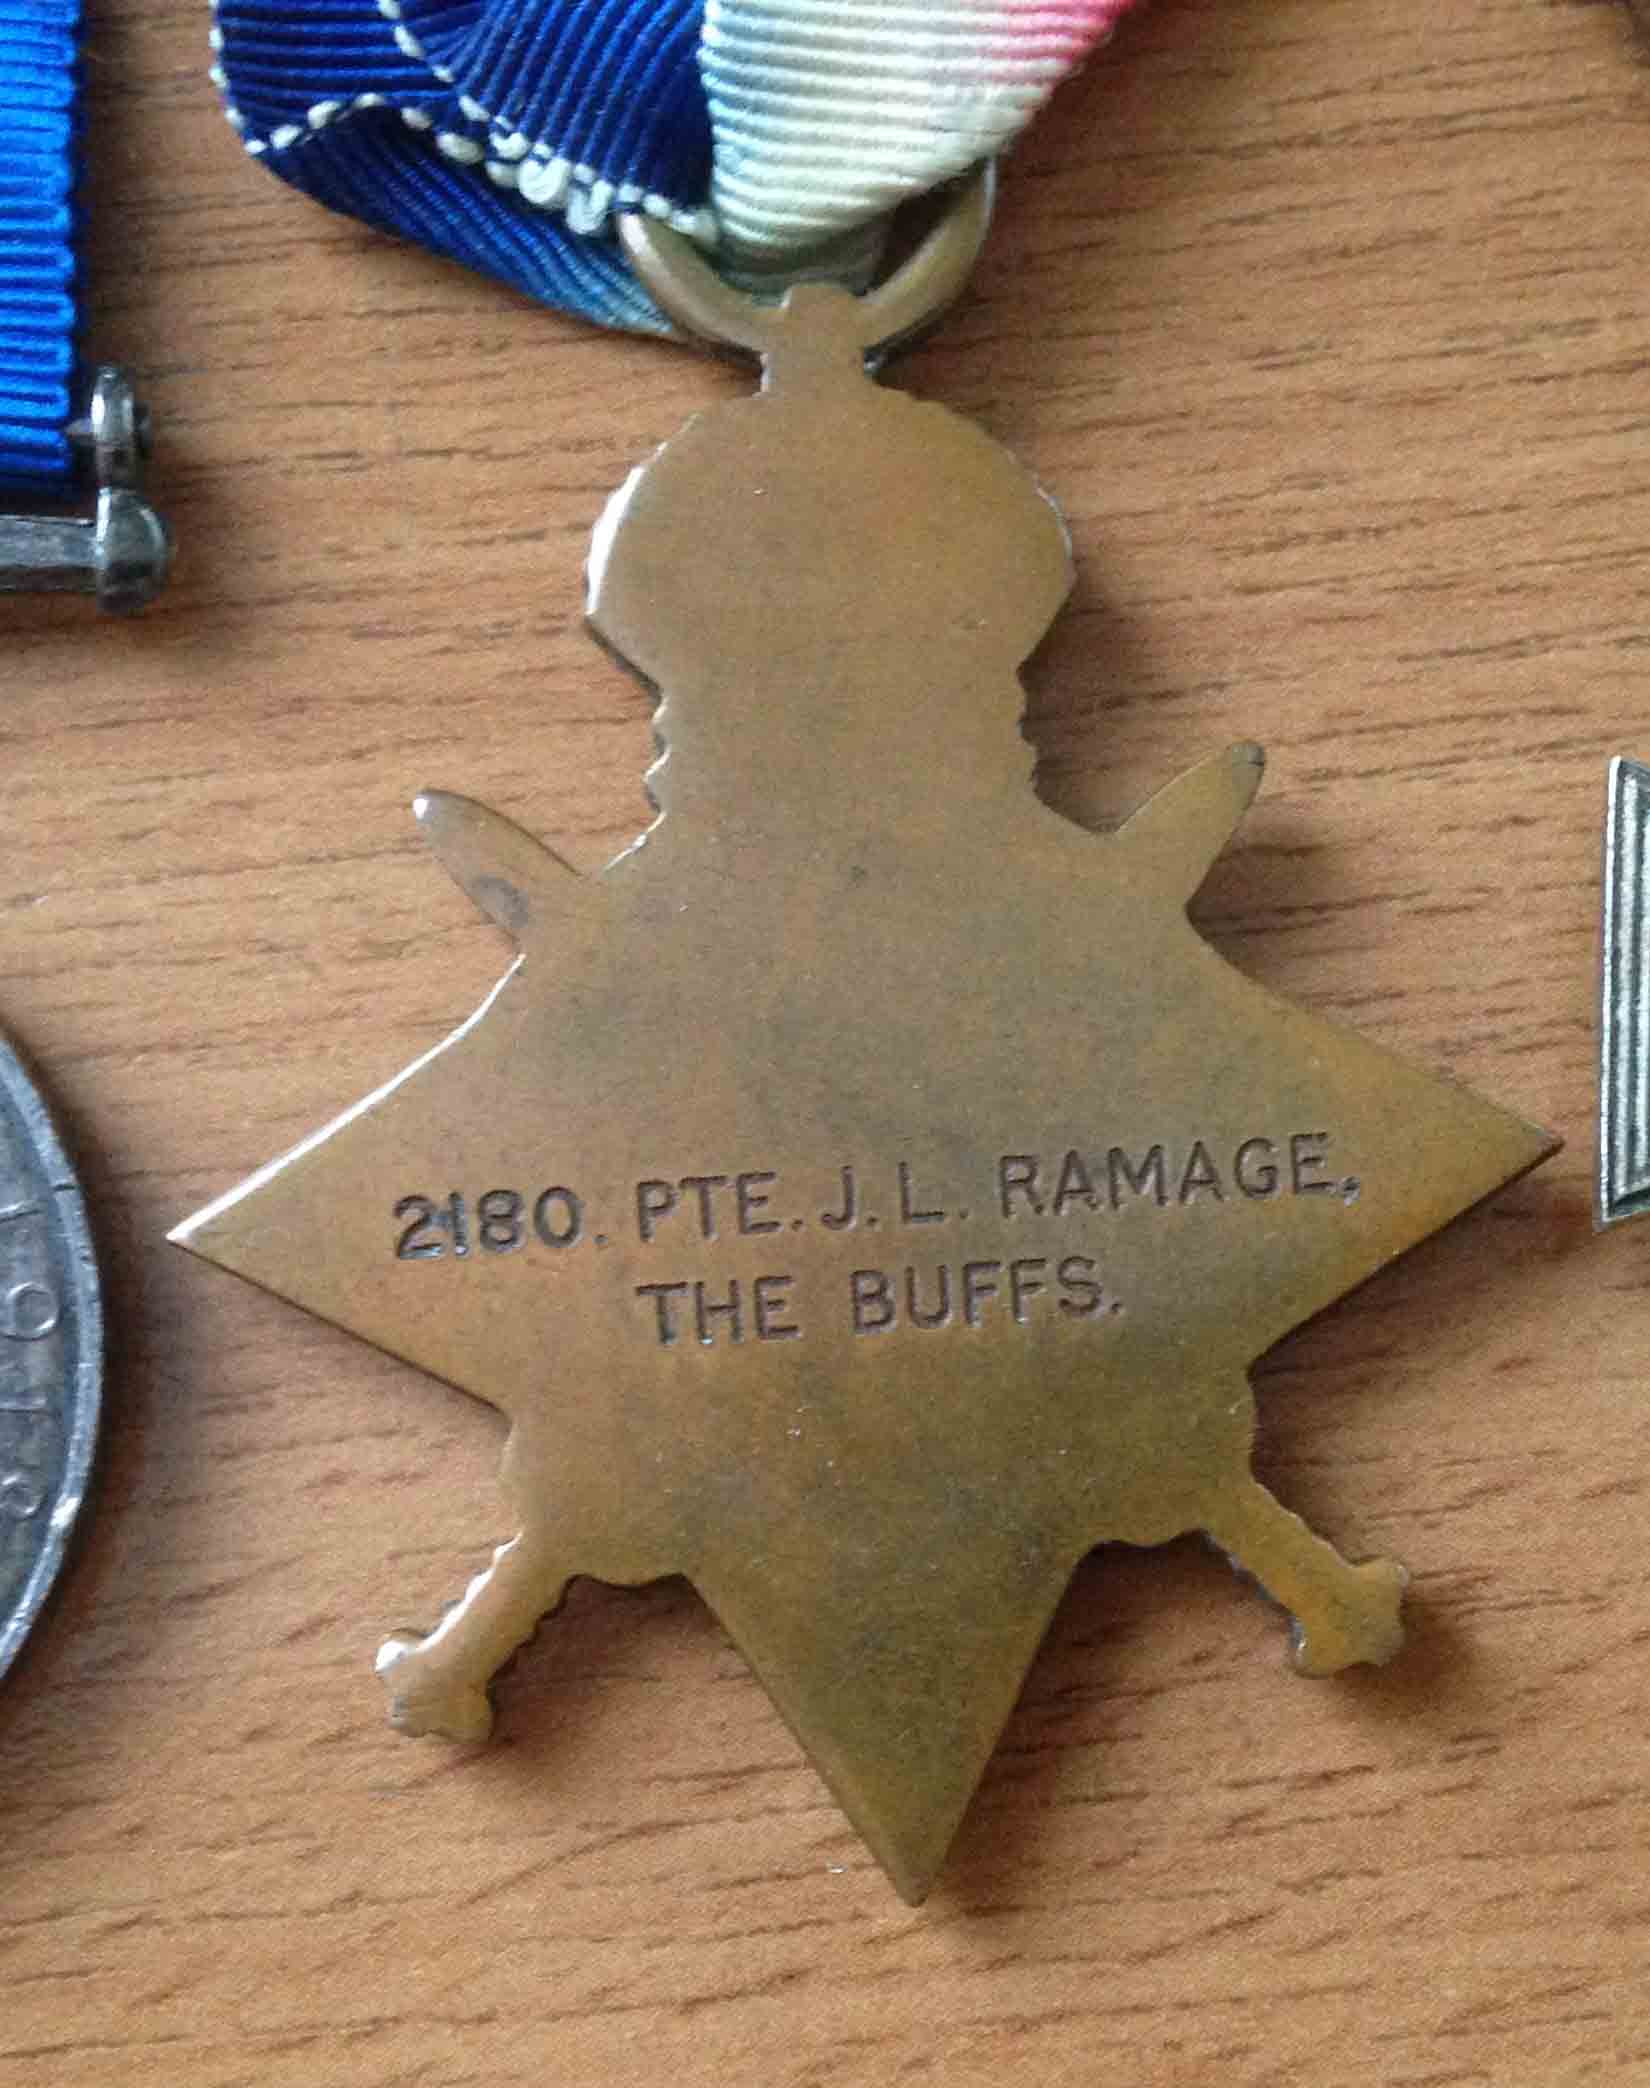 2180. PTE. J. L. RAMAGE,
THE BUFFS.